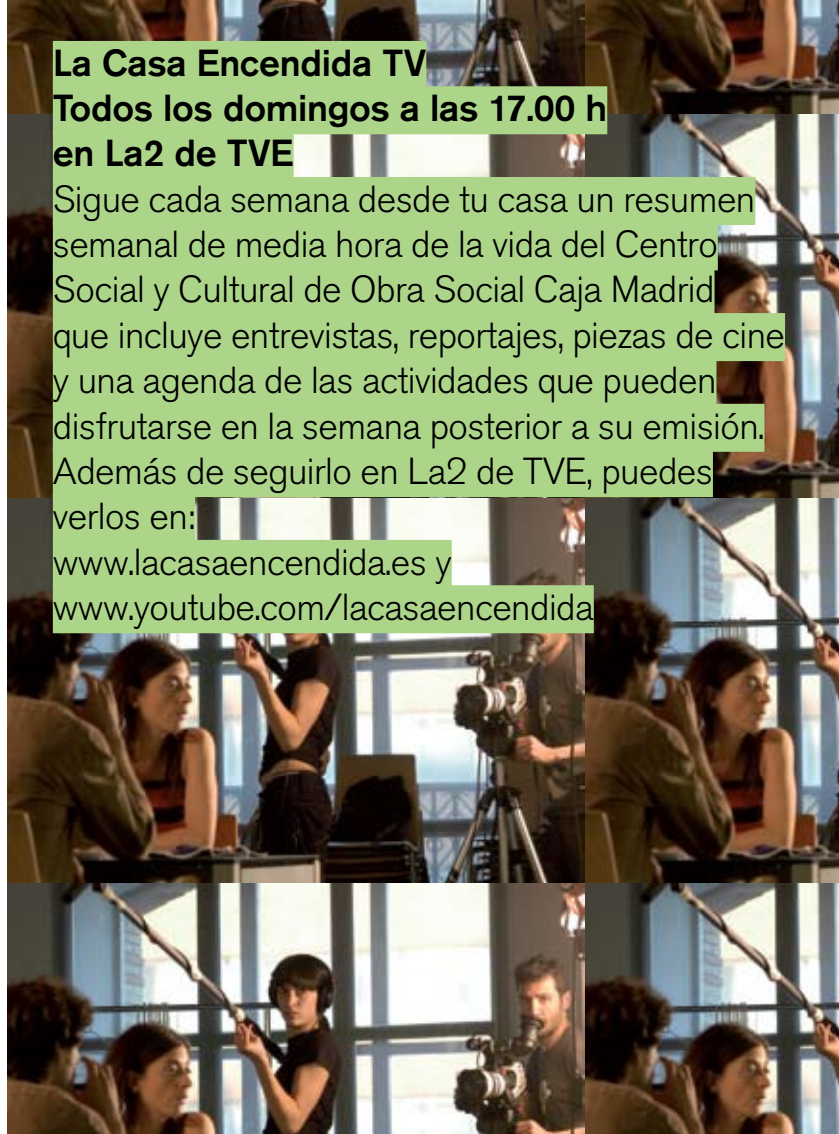 La Casa Encendida TV
Todos los domingos a las 17.00 h
en La2 de TVE
Sigue cada semana desde tu casa un resumen
semanal de media hora de la vida del Centro
Social y Cultural de Obra Social Caja Madrid
que incluye entrevistas, reportajes, piezas de cine
y una agenda de las actividades que pueden
disfrutarse en la semana posterior a su emisión.
Además de seguirlo en La2 de TVE, puedes
verlos en:
www.lacasaencendida.es y
www.youtube.com/lacasaencendida